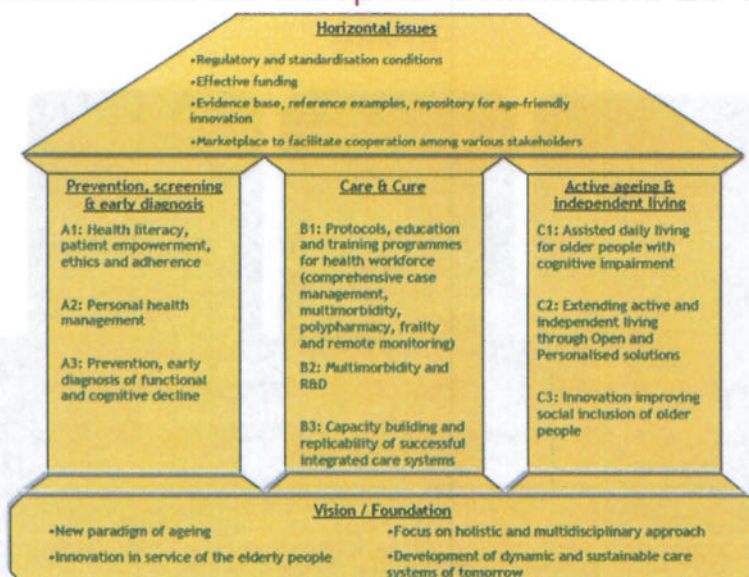 Horizontal issues
•Regulatory and standardisation conditions
•Effective funding
•Evidence base, reference examples, repository for age-friendly
innovation
•Marketplace to facilitate cooperation among various stakeholders
Prevention, screening
& early diagnosis
A1: Health literacy,
patient empowerment,
ethics and adherence
A2: Personal health
management
A3: Prevention, early
diagnosis of functional
and cognitive decline
Care & Cure
B1: Protocols, education
and training programmes
for health workforce
(comprehensive case
management,
multimorbidity,
polypharmacy, frailty
and remote monitoring)
B2: Multimorbidity and
R&D
B3: Capacity building and
replicability of successful
integrated care systems
Active ageing &
independent living
C1: Assisted daily living
for older people with
cognitive impairment
C2: Extending active and
independent living
through Open and
Personalised solutions
C3: Innovation improving
social inclusion of older
people
Vision / Foundation
•New paradigm of ageing
•Innovation in service of the elderly people
•Focus on holistic and multidisciplinary approach
•Development of dynamic and sustainable care
systems of tomorrow